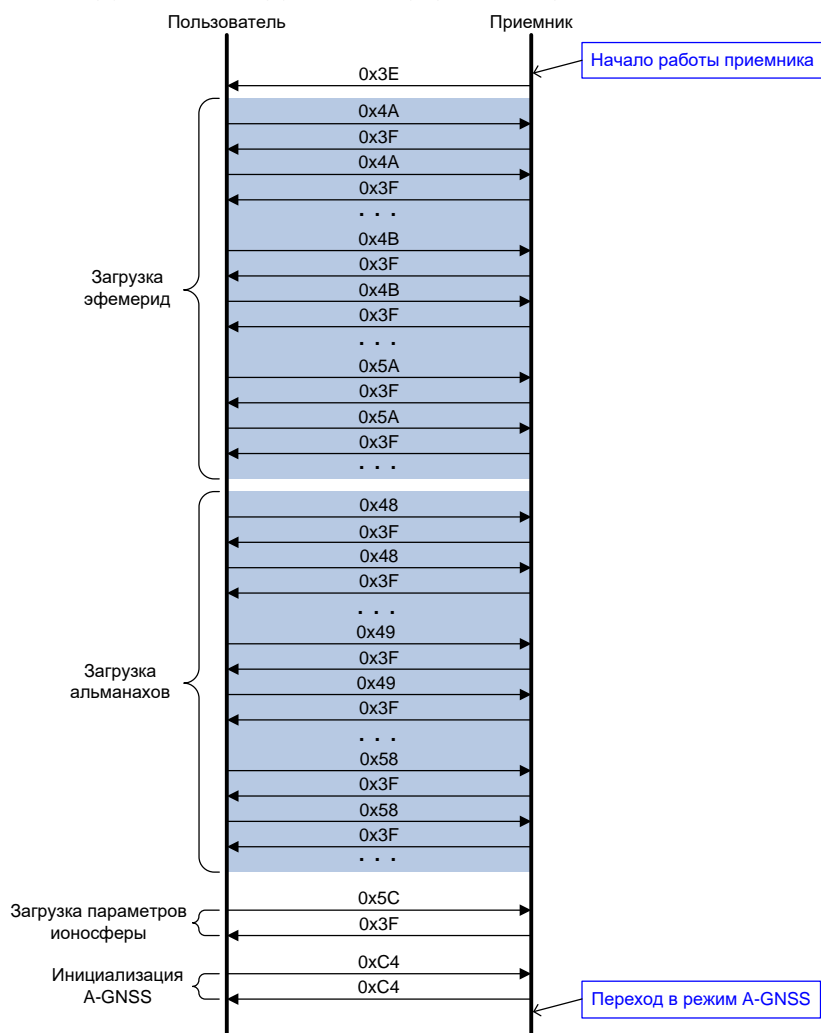 Пользователь
Приемник
Начало работы приемника
0x3E
0x4A
0x3F
0x4A
0x3F
. . .
0x4B
0x3F
Загрузка
эфемерид
0x4B
0x3F
. . .
0x5A
0x3F
0x5A
0x3F
. . .
0x48
0x3F
0x48
0x3F
. . .
0x49
0x3F
Загрузка
альманахов
0x49
0x3F
. . .
0x58
0x3F
0x58
0x3F
. . .
0x5C
Загрузка параметров
ионосферы
0x3F
0xC4
Инициализация
A-GNSS
0xC4
Переход в режим A-GNSS